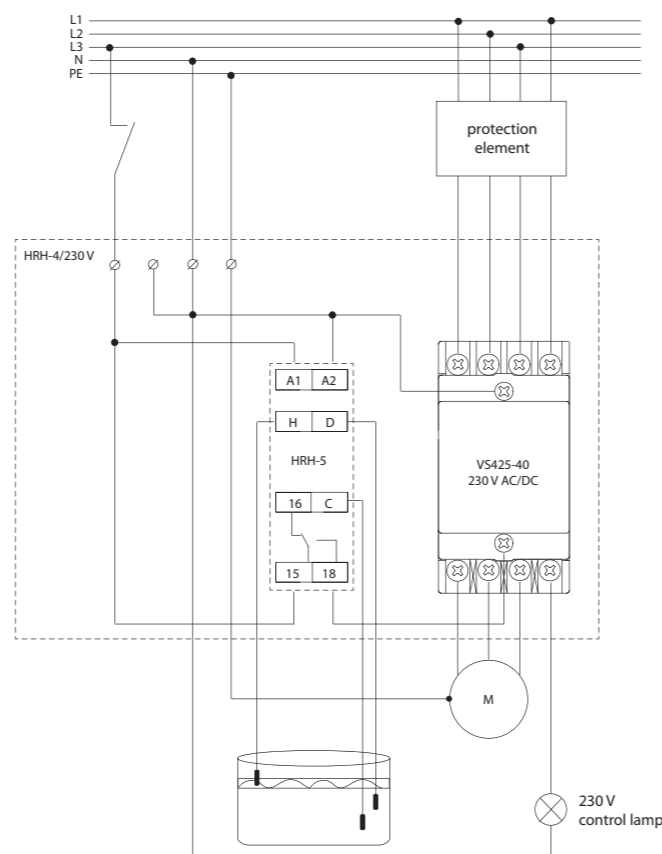 L1
L2
L3
N
PE
protection
element
HRH-4/230 V
A1 A2
H D
HRH-5
VS425-40
230 V AC/DC
16 C
15 18
M
230 V
control lamp